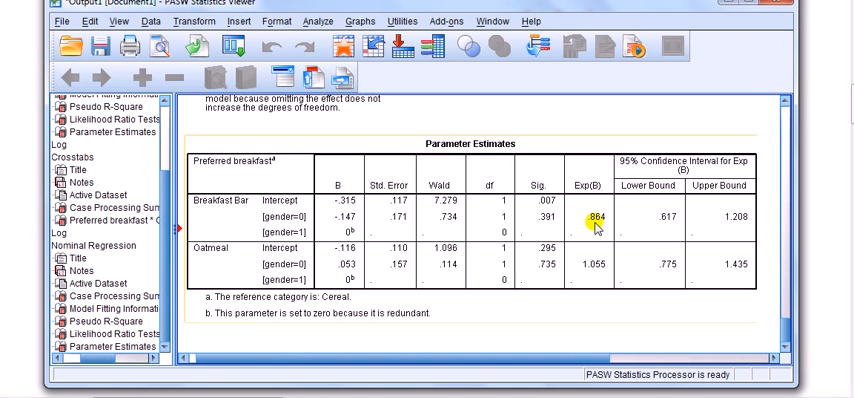 *Output1 [Document1] - PASW Statistics Viewer
File Edit View Data Transform Insert Format Analyze Graphs Utilities Add-ons Window Help
Model Fitting Informati
Pseudo R-Square
Likelihood Ratio Tests
Parameter Estimates
Log
Crosstabs
Title
Notes
Active Dataset
Case Processing Sum
Preferred breakfast *
Log
Nominal Regression
Title
Notes
Active Dataset
Case Processing Sum
Model Fitting Informati
Pseudo R-Square
Likelihood Ratio Tests
Parameter Estimates
model because omitting the effect does not
increase the degrees of freedom.
Parameter Estimates
Preferred breakfastᵃ B Std. Error Wald df Sig. Exp(B) 95% Confidence Interval for Exp
(B)
Lower Bound Upper Bound
Breakfast Bar Intercept -.315 .117 7.279 1 .007
[gender=0] -.147 .171 .734 1 .391 .864 .617 1.208
[gender=1] 0ᵇ . . 0 . . . .
Oatmeal Intercept -.116 .110 1.096 1 .295
[gender=0] .053 .157 .114 1 .735 1.055 .775 1.435
[gender=1] 0ᵇ . . 0 . . . .
a. The reference category is: Cereal.
b. This parameter is set to zero because it is redundant.
PASW Statistics Processor is ready